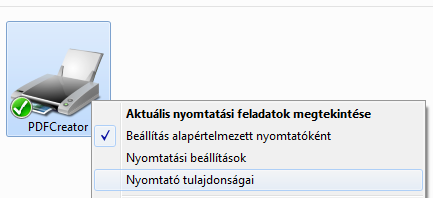 PDFCreator
Aktuális nyomtatási feladatok megtekintése
Beállítás alapértelmezett nyomtatóként
Nyomtatási beállítások
Nyomtató tulajdonságai